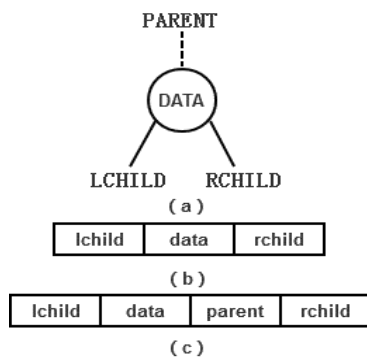 PARENT
DATA
LCHILD RCHILD
(a)
lchild data rchild
(b)
lchild data parent rchild
(c)